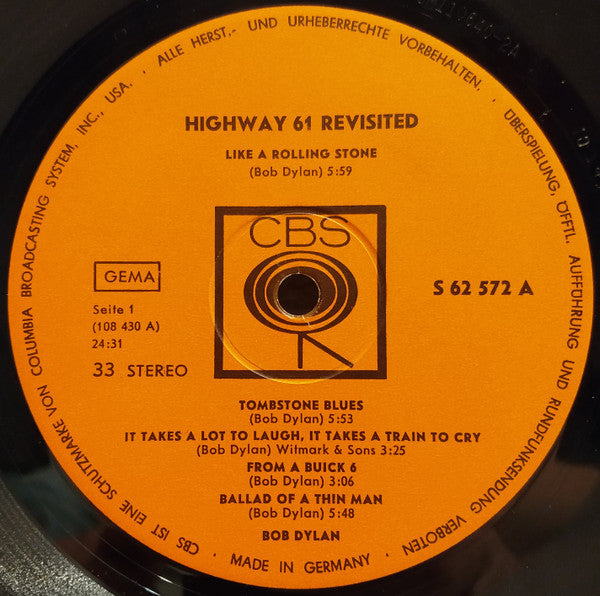 · ALLE HERST,- UND URHEBERRECHTE VORBEHALTEN. · ÜBERSPIELUNG, ÖFFTL. AUFFÜHRUNG UND RUNDFUNKSENDUNG VERBOTEN
· MADE IN GERMANY ·
CBS IST EINE SCHUTZMARKE VON COLUMBIA BROADCASTING SYSTEM, INC., USA.
HIGHWAY 61 REVISITED
LIKE A ROLLING STONE
(Bob Dylan) 5:59
CBS
GEMA
Seite 1
(108 430 A)
24:31
33 STEREO
S 62 572 A
TOMBSTONE BLUES
(Bob Dylan) 5:53
IT TAKES A LOT TO LAUGH, IT TAKES A TRAIN TO CRY
(Bob Dylan) Witmark & Sons 3:25
FROM A BUICK 6
(Bob Dylan) 3:06
BALLAD OF A THIN MAN
(Bob Dylan) 5:48
BOB DYLAN